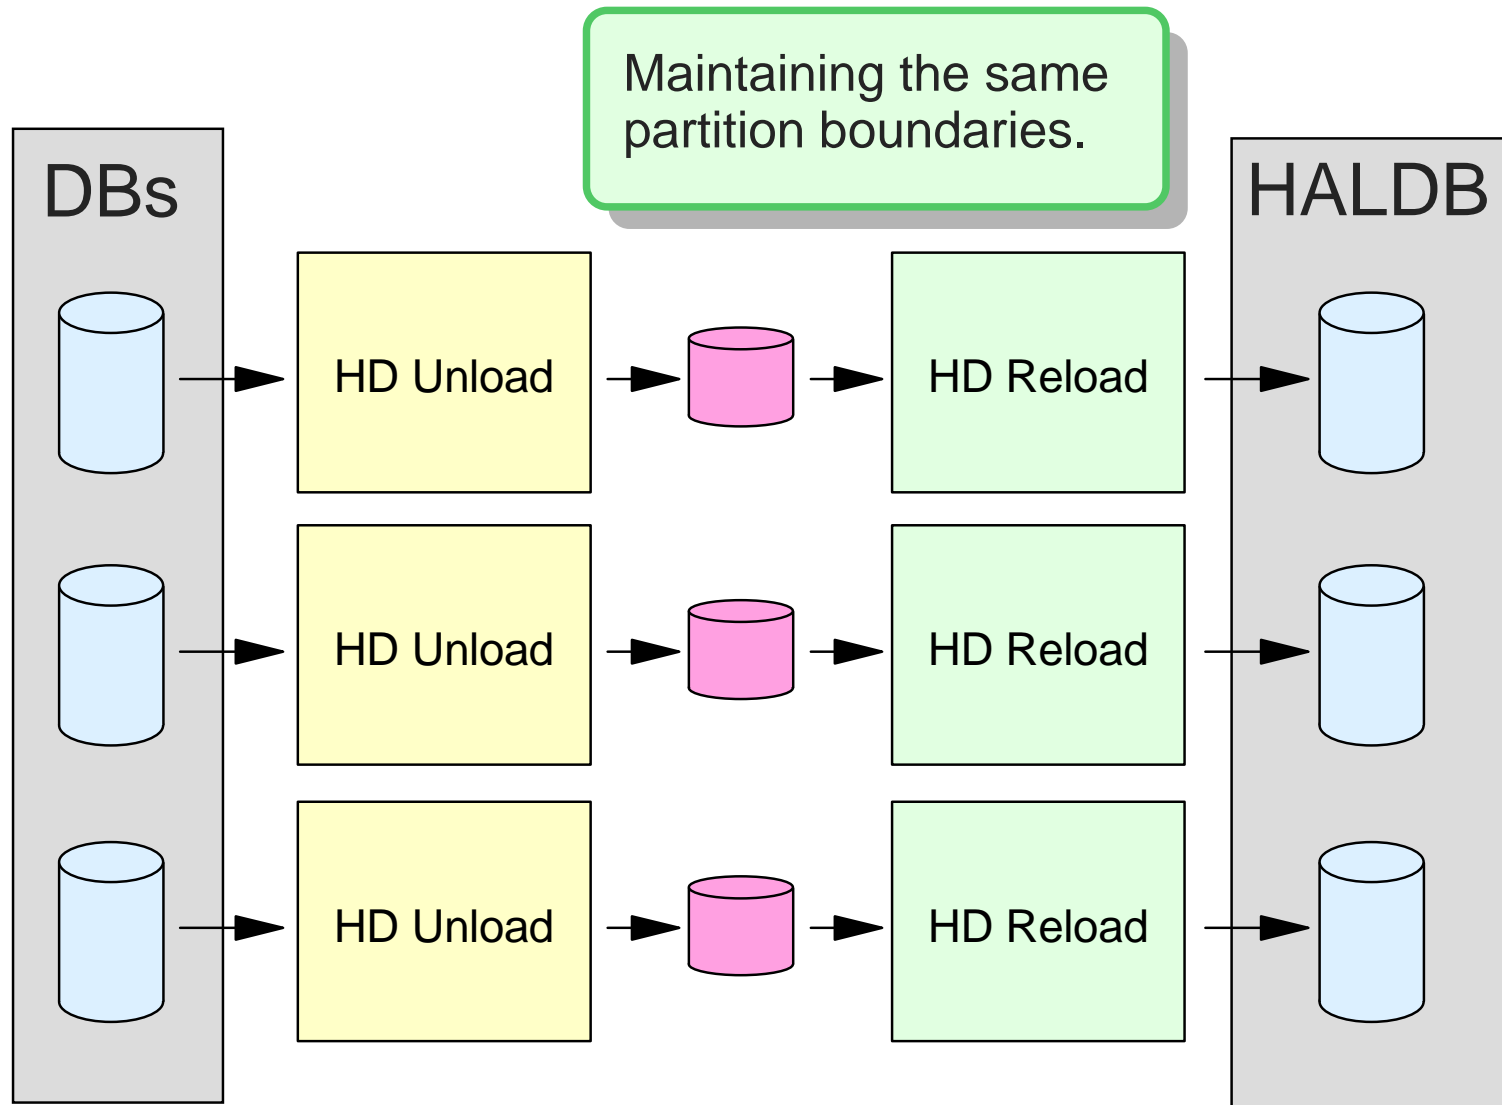 Maintaining the same
partition boundaries.
DBs
HALDB
HD Unload
HD Reload
HD Unload
HD Reload
HD Unload
HD Reload